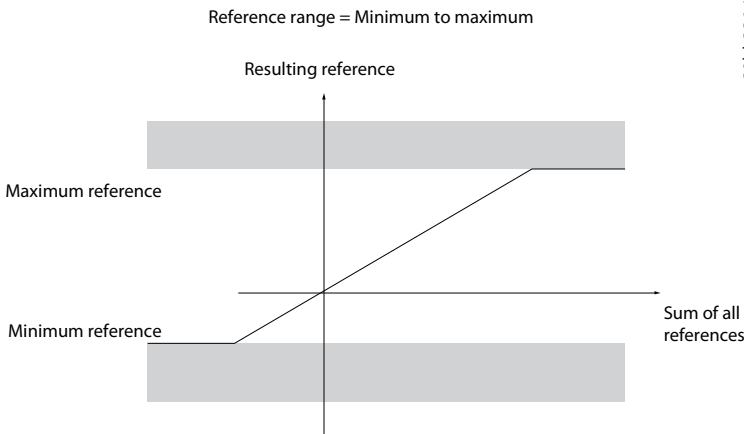 Reference range = Minimum to maximum
Resulting reference
Maximum reference
Minimum reference
Sum of all
references